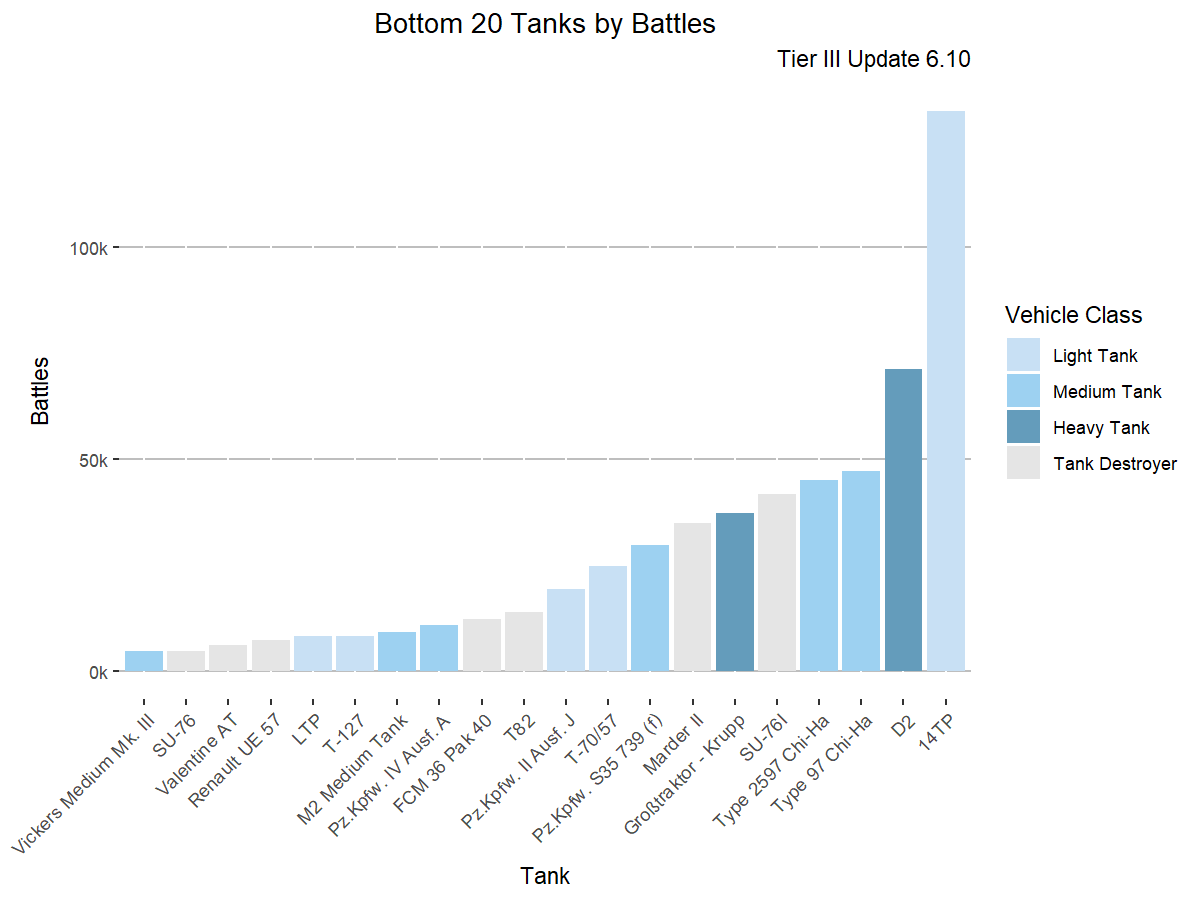 Bottom 20 Tanks by Battles
Tier III Update 6.10
100k
50k
0k
Battles
Vickers Medium Mk. III
SU-76
Valentine AT
Renault UE 57
LTP
T-127
M2 Medium Tank
Pz.Kpfw. IV Ausf. A
FCM 36 Pak 40
T82
Pz.Kpfw. II Ausf. J
T-70/57
Pz.Kpfw. S35 739 (f)
Marder II
Großtraktor - Krupp
SU-76I
Type 2597 Chi-Ha
Type 97 Chi-Ha
D2
14TP
Tank
Vehicle Class
Light Tank
Medium Tank
Heavy Tank
Tank Destroyer